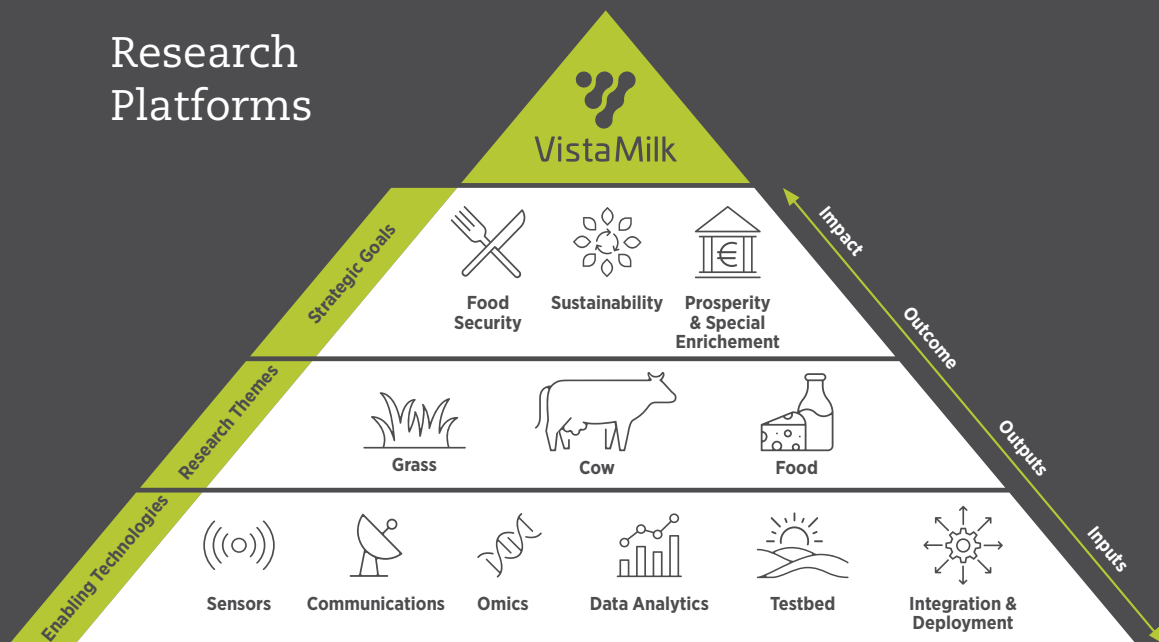 Research
Platforms
VistaMilk
Strategic Goals
Food
Security
Sustainability
Prosperity
& Special
Enrichement
Impact
Outcome
Research Themes
Grass
Cow
Food
Outputs
Enabling Technologies
Sensors
Communications
Omics
Data Analytics
Testbed
Integration &
Deployment
Inputs